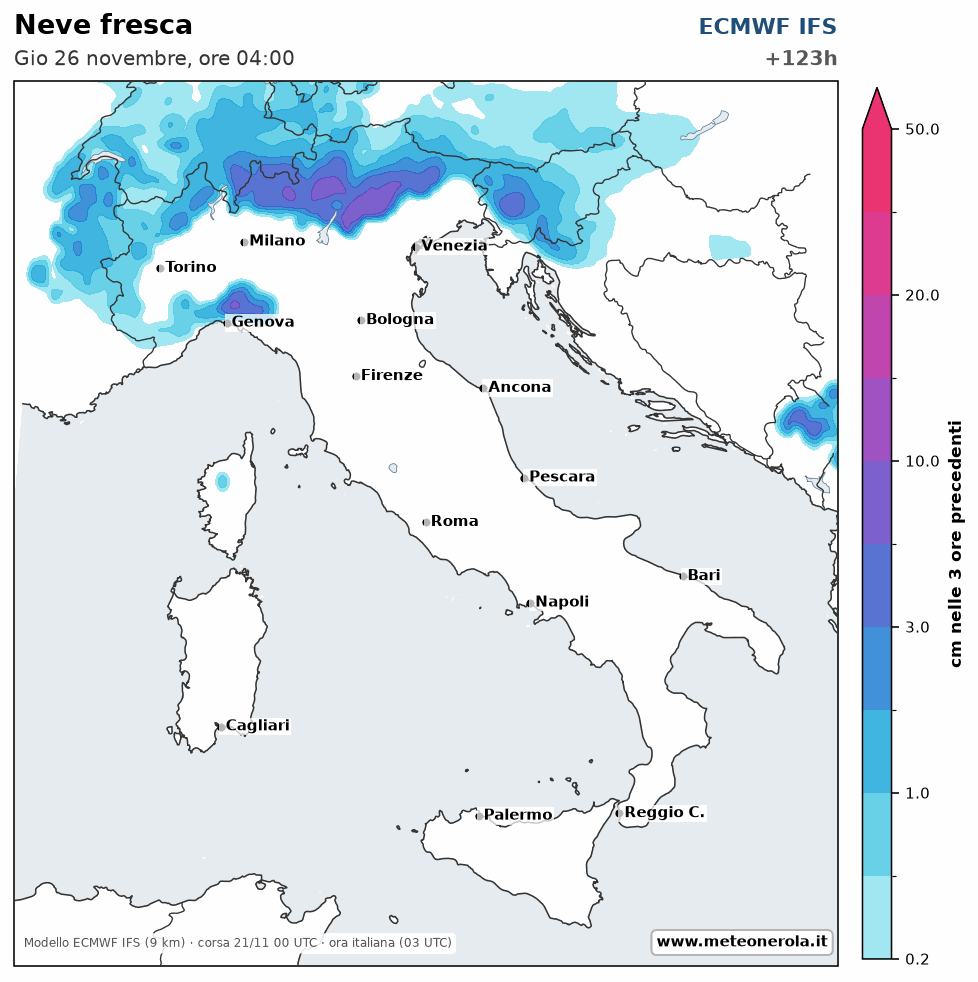 Neve fresca
ECMWF IFS
Gio 26 novembre, ore 04:00
+123h
50.0
20.0
10.0
3.0
1.0
0.2
cm nelle 3 ore precedenti
Milano
Venezia
Torino
Genova
Bologna
Firenze
Ancona
Pescara
Roma
Bari
Napoli
Cagliari
Palermo
Reggio C.
Modello ECMWF IFS (9 km) · corsa 21/11 00 UTC · ora italiana (03 UTC)
www.meteonerola.it